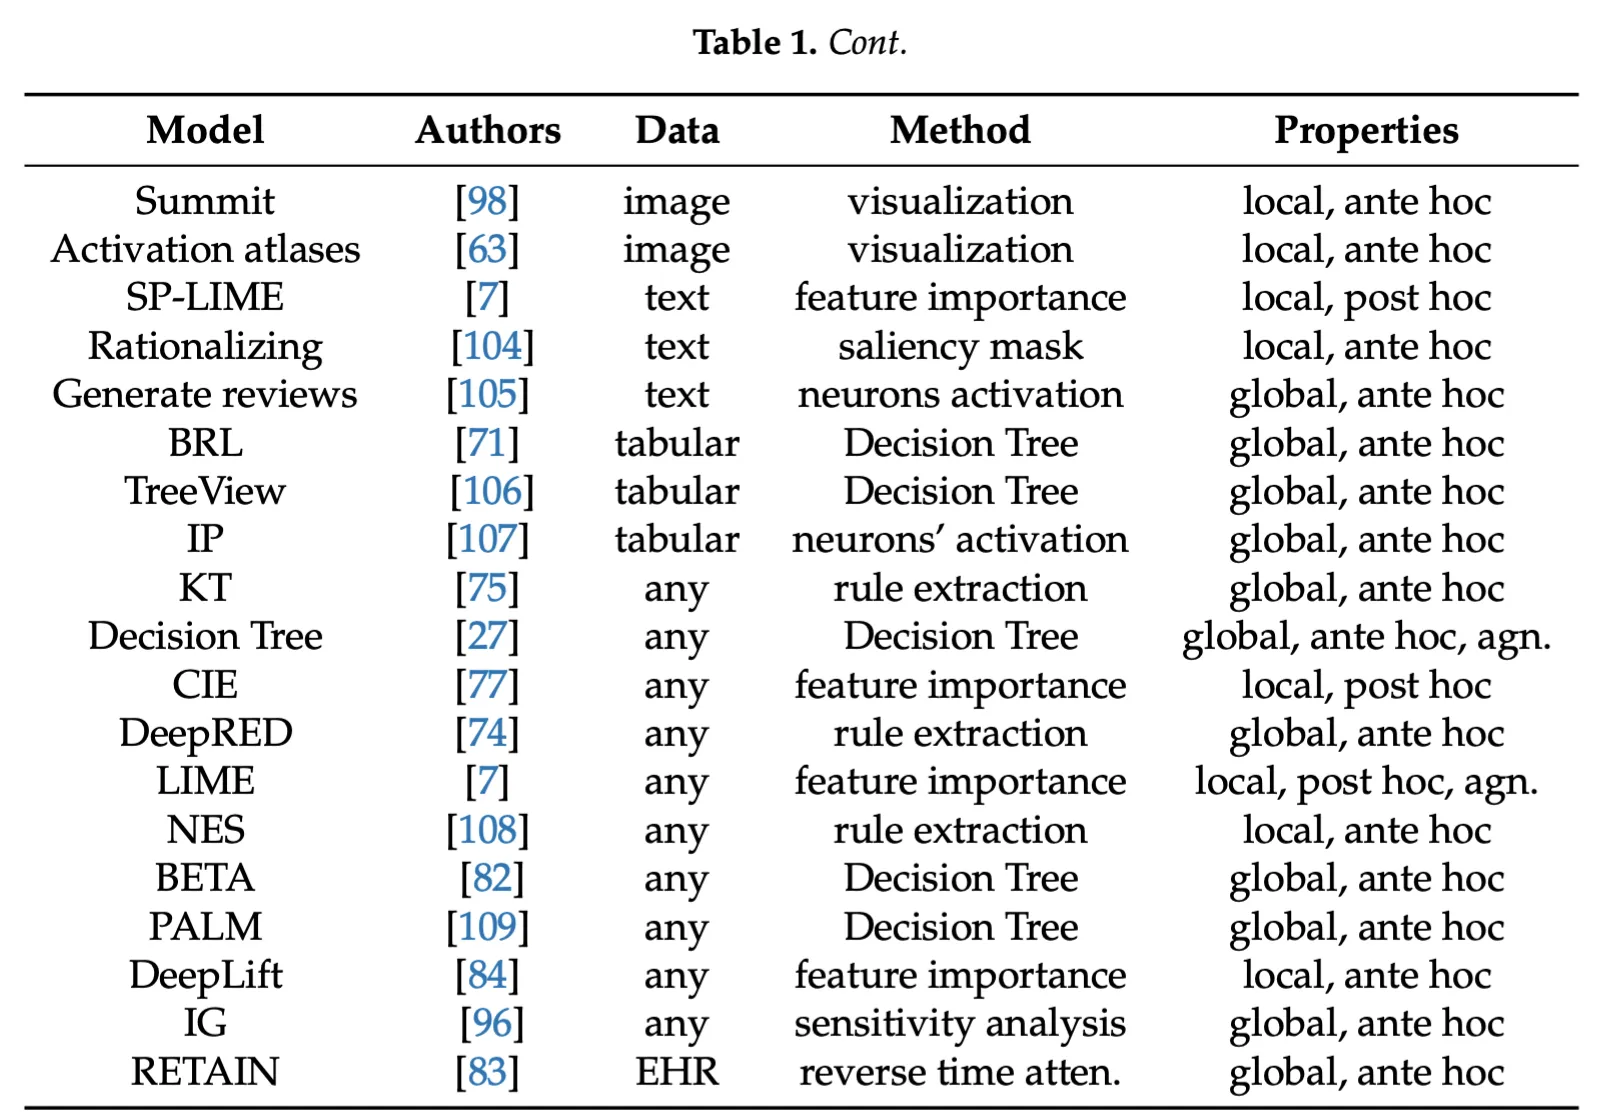 Table 1. Cont.
Model Authors Data Method Properties
Summit [98] image visualization local, ante hoc
Activation atlases [63] image visualization local, ante hoc
SP-LIME [7] text feature importance local, post hoc
Rationalizing [104] text saliency mask local, ante hoc
Generate reviews [105] text neurons activation global, ante hoc
BRL [71] tabular Decision Tree global, ante hoc
TreeView [106] tabular Decision Tree global, ante hoc
IP [107] tabular neurons’ activation global, ante hoc
KT [75] any rule extraction global, ante hoc
Decision Tree [27] any Decision Tree global, ante hoc, agn.
CIE [77] any feature importance local, post hoc
DeepRED [74] any rule extraction global, ante hoc
LIME [7] any feature importance local, post hoc, agn.
NES [108] any rule extraction local, ante hoc
BETA [82] any Decision Tree global, ante hoc
PALM [109] any Decision Tree global, ante hoc
DeepLift [84] any feature importance local, ante hoc
IG [96] any sensitivity analysis global, ante hoc
RETAIN [83] EHR reverse time atten. global, ante hoc